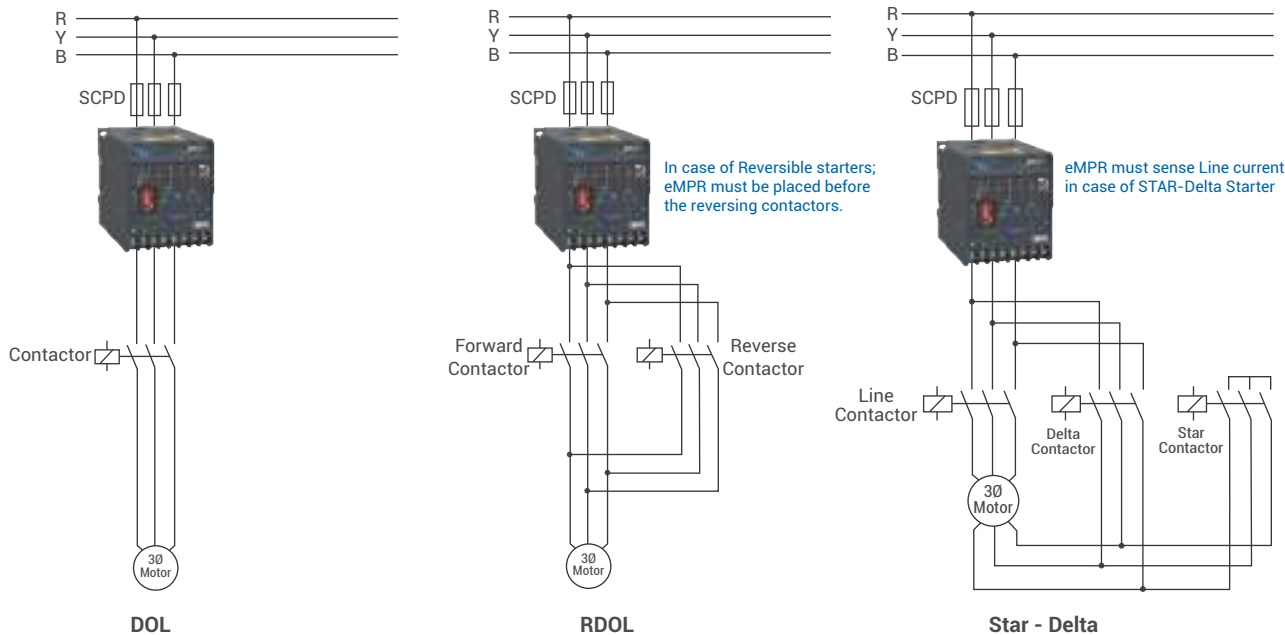 R
Y
B
SCPD
Contactor
3Ø
Motor
DOL
R
Y
B
SCPD
In case of Reversible starters;
eMPR must be placed before
the reversing contactors.
Forward
Contactor
Reverse
Contactor
3Ø
Motor
RDOL
R
Y
B
SCPD
eMPR must sense Line current
in case of STAR-Delta Starter
Line
Contactor
Delta
Contactor
Star
Contactor
3Ø
Motor
Star - Delta